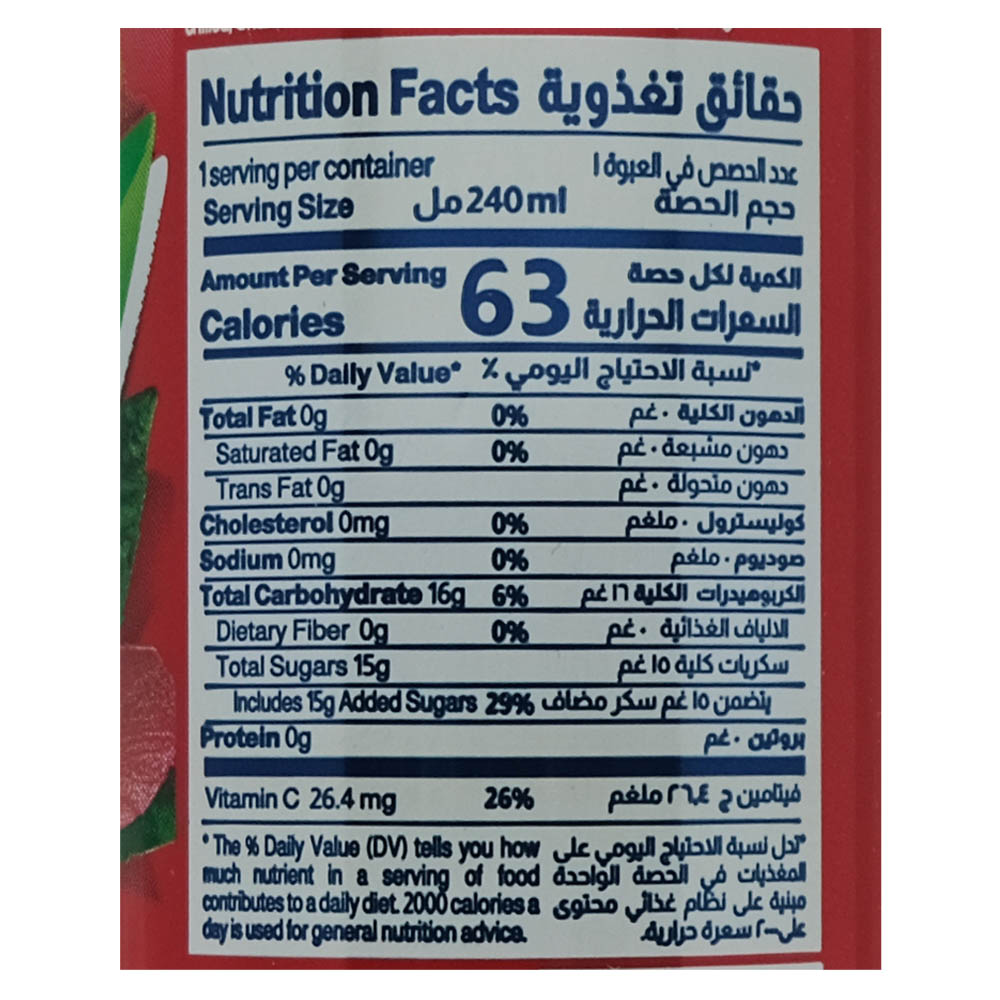 Nutrition Facts حقائق تغذوية
1 serving per container عدد الحصص في العبوة ١
Serving Size 240 ml مل حجم الحصة
Amount Per Serving الكمية لكل حصة
Calories 63 السعرات الحرارية
% Daily Value* نسبة الاحتياج اليومي ٪*
Total Fat 0g 0% الدهون الكلية ٠ غم
Saturated Fat 0g 0% دهون مشبعة ٠ غم
Trans Fat 0g دهون متحولة ٠ غم
Cholesterol 0mg 0% كوليسترول ٠ ملغم
Sodium 0mg 0% صوديوم ٠ ملغم
Total Carbohydrate 16g 6% الكربوهيدرات الكلية ١٦ غم
Dietary Fiber 0g 0% الالياف الغذائية ٠ غم
Total Sugars 15g سكريات كلية ١٥ غم
Includes 15g Added Sugars 29% يتضمن ١٥ غم سكر مضاف
Protein 0g بروتين ٠ غم
Vitamin C 26.4 mg 26% فيتامين ج ٢٦,٤ ملغم
* The % Daily Value (DV) tells you how
much nutrient in a serving of food
contributes to a daily diet. 2000 calories a
day is used for general nutrition advice.
*تدل نسبة الاحتياج اليومي على
المغذيات في الحصة الواحدة
مبنية على نظام غذائي محتوى
على ٢٠٠٠ سعرة حرارية.